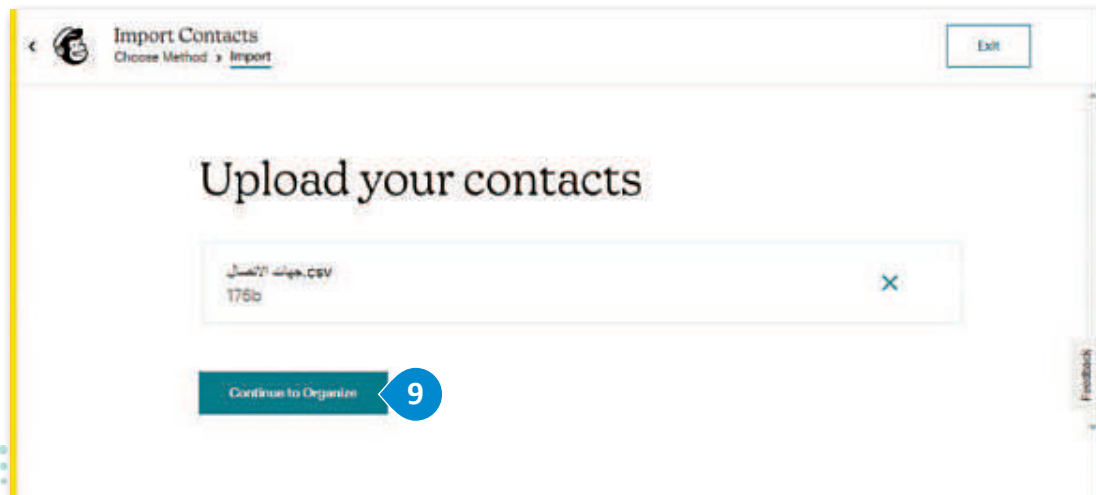 Import Contacts
Exit
Choose Method > Import
Upload your contacts
جهات الاتصال.csv
176b
Continue to Organize
9
Feedback